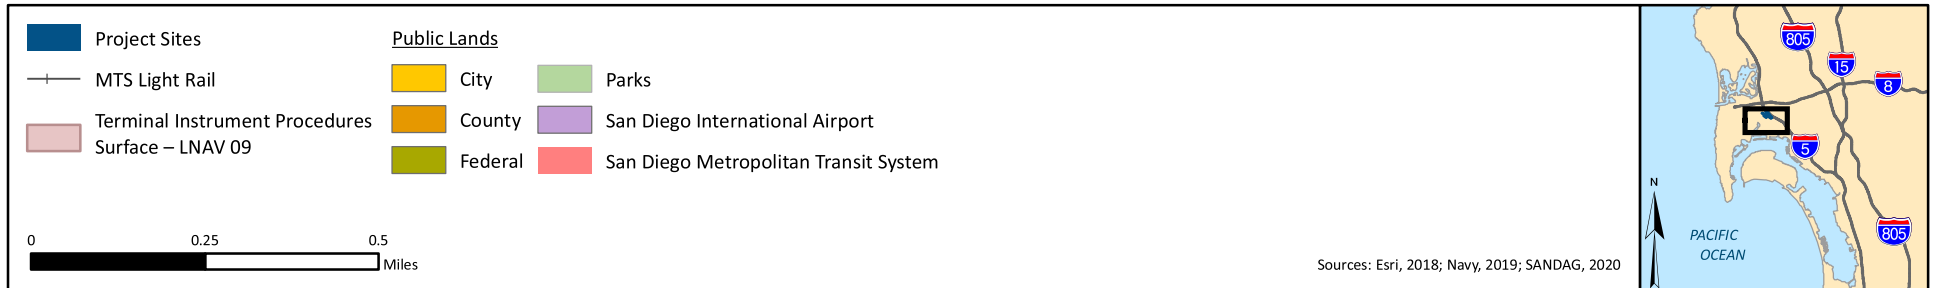 Project Sites
MTS Light Rail
Terminal Instrument Procedures
Surface – LNAV 09
Public Lands
City
County
Federal
Parks
San Diego International Airport
San Diego Metropolitan Transit System
0 0.25 0.5
Miles
Sources: Esri, 2018; Navy, 2019; SANDAG, 2020
805
15
8
5
805
N
PACIFIC
OCEAN